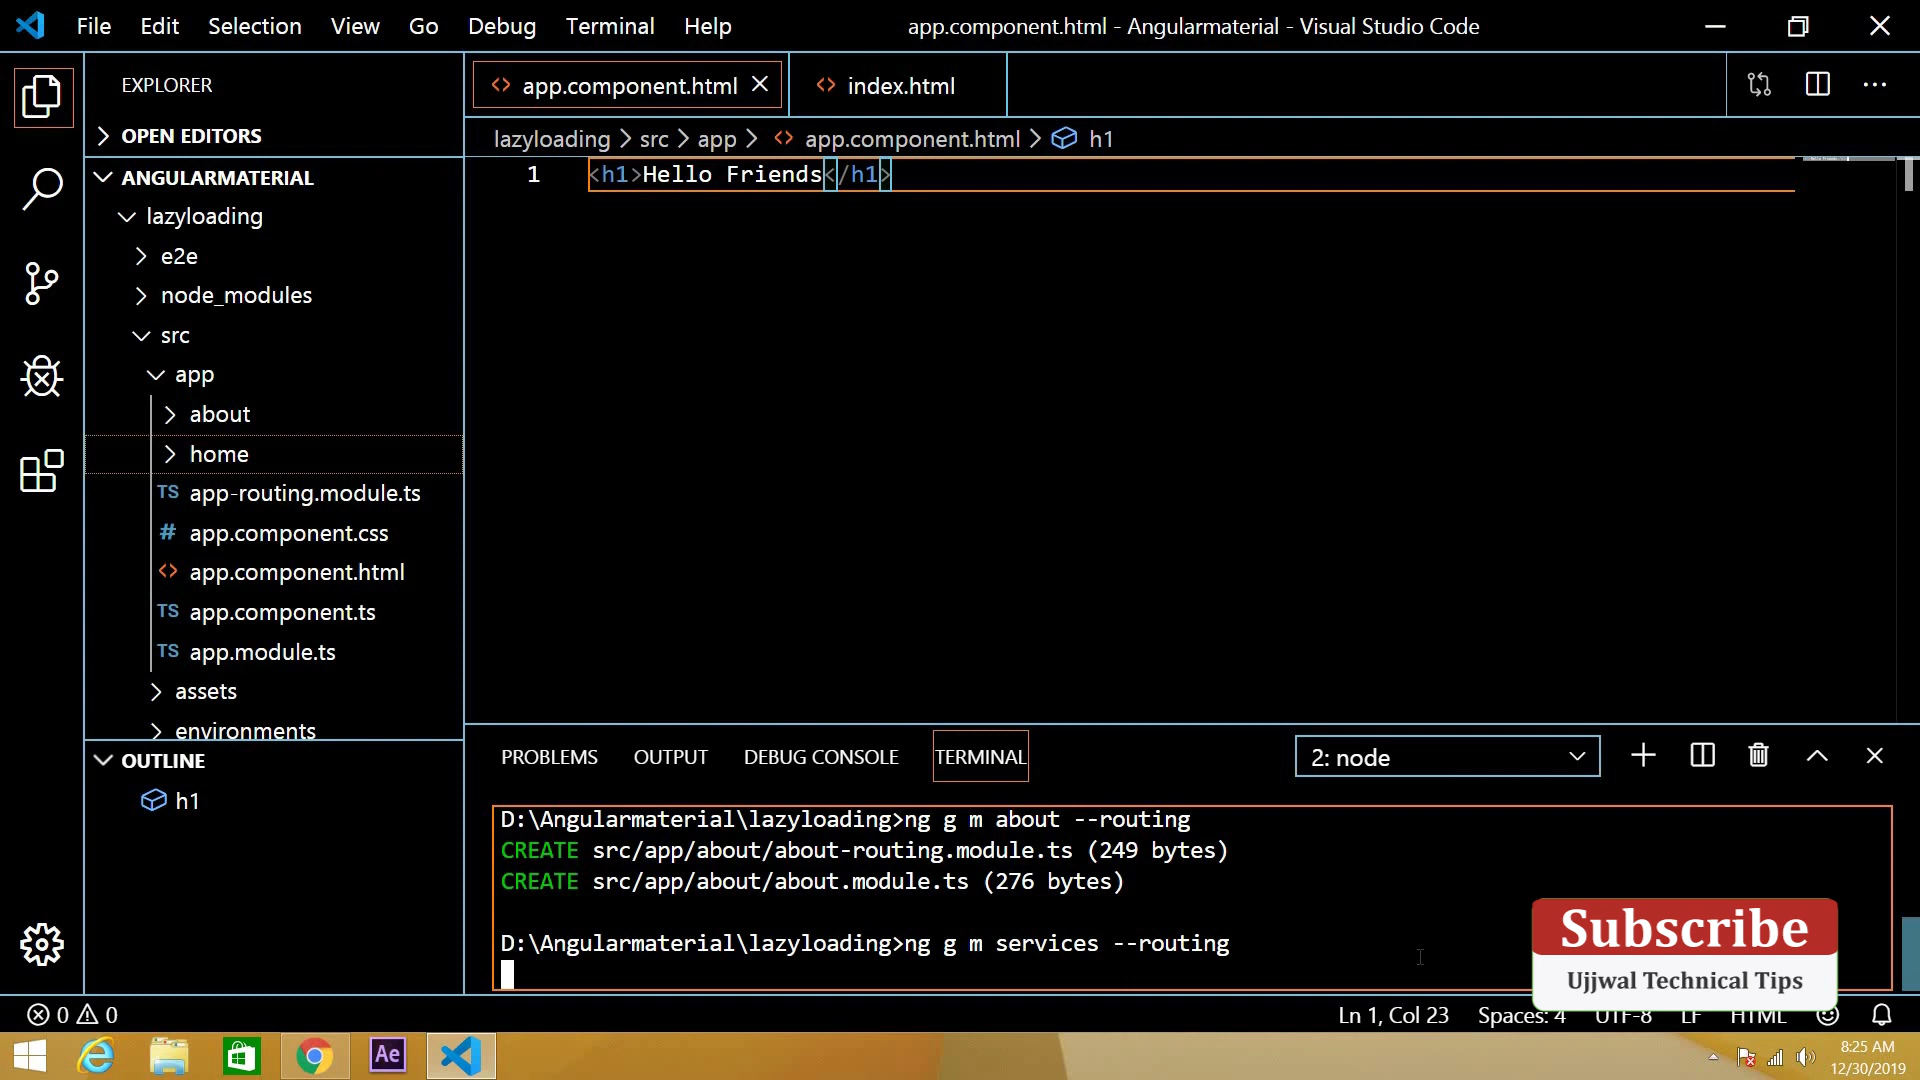 File Edit Selection View Go Debug Terminal Help
app.component.html - Angularmaterial - Visual Studio Code
EXPLORER
OPEN EDITORS
ANGULARMATERIAL
lazyloading
e2e
node_modules
src
app
about
home
TS app-routing.module.ts
# app.component.css
<> app.component.html
TS app.component.ts
TS app.module.ts
assets
environments
OUTLINE
h1
<> app.component.html
<> index.html
lazyloading > src > app > <> app.component.html > h1
1 <h1>Hello Friends</h1>
PROBLEMS OUTPUT DEBUG CONSOLE TERMINAL
2: node
D:\Angularmaterial\lazyloading>ng g m about --routing
CREATE src/app/about/about-routing.module.ts (249 bytes)
CREATE src/app/about/about.module.ts (276 bytes)
D:\Angularmaterial\lazyloading>ng g m services --routing
Subscribe
Ujjwal Technical Tips
0 0
Ln 1, Col 23 Spaces: 4 UTF-8 LF HTML
Ae
8:25 AM
12/30/2019